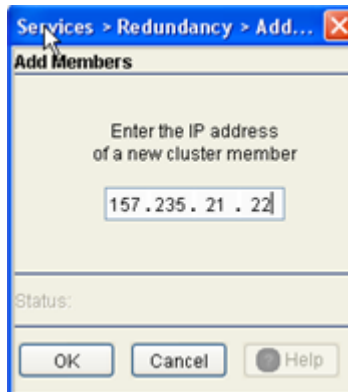 Services > Redundancy > Add...
Add Members
Enter the IP address
of a new cluster member
157 . 235 . 21 . 22
Status:
OK Cancel ? Help